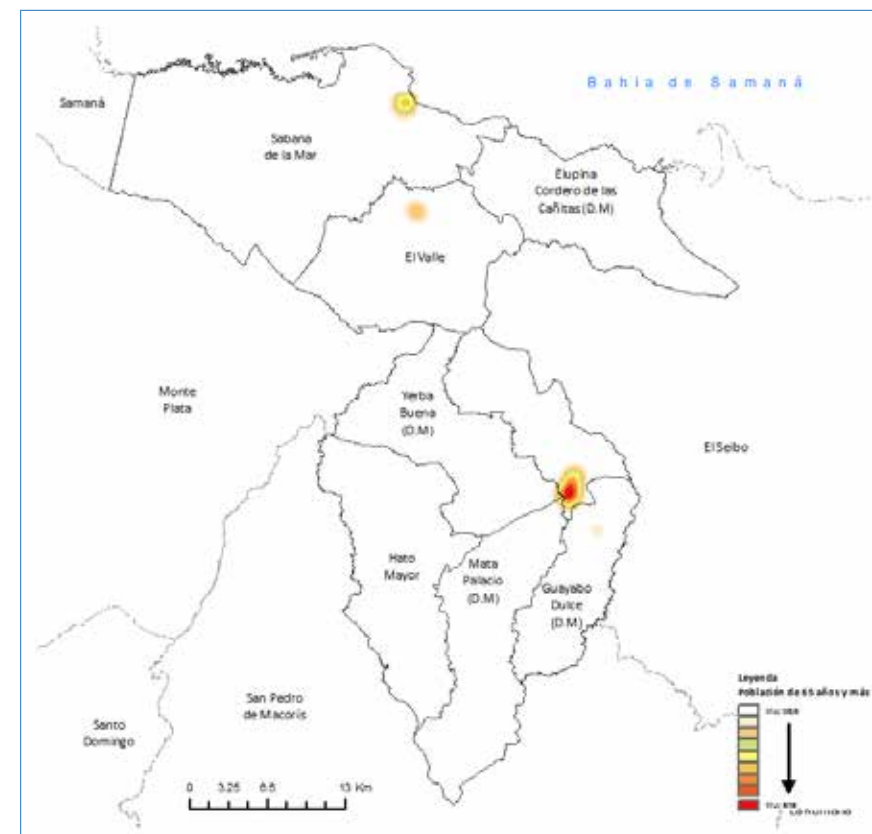 Bahía de Samaná
Samaná
Sabana
de la Mar
Elupina
Cordero de las
Cañitas (D.M)
El Valle
Monte
Plata
Yerba
Buena
(D.M)
El Seibo
Hato
Mayor
Mata
Palacio
(D.M)
Guayabo
Dulce
(D.M)
San Pedro
de Macorís
Santo
Domingo
0 3.25 6.5 13 Km
Leyenda
Población de 65 años y más